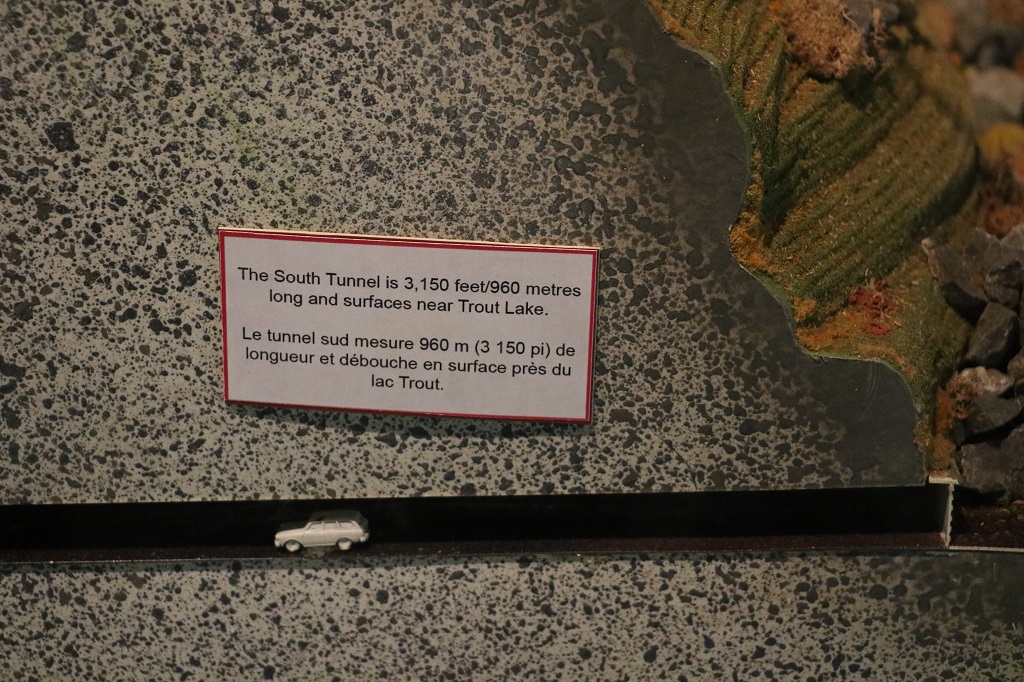 The South Tunnel is 3,150 feet/960 metres
long and surfaces near Trout Lake.
Le tunnel sud mesure 960 m (3 150 pi) de
longueur et débouche en surface près du
lac Trout.